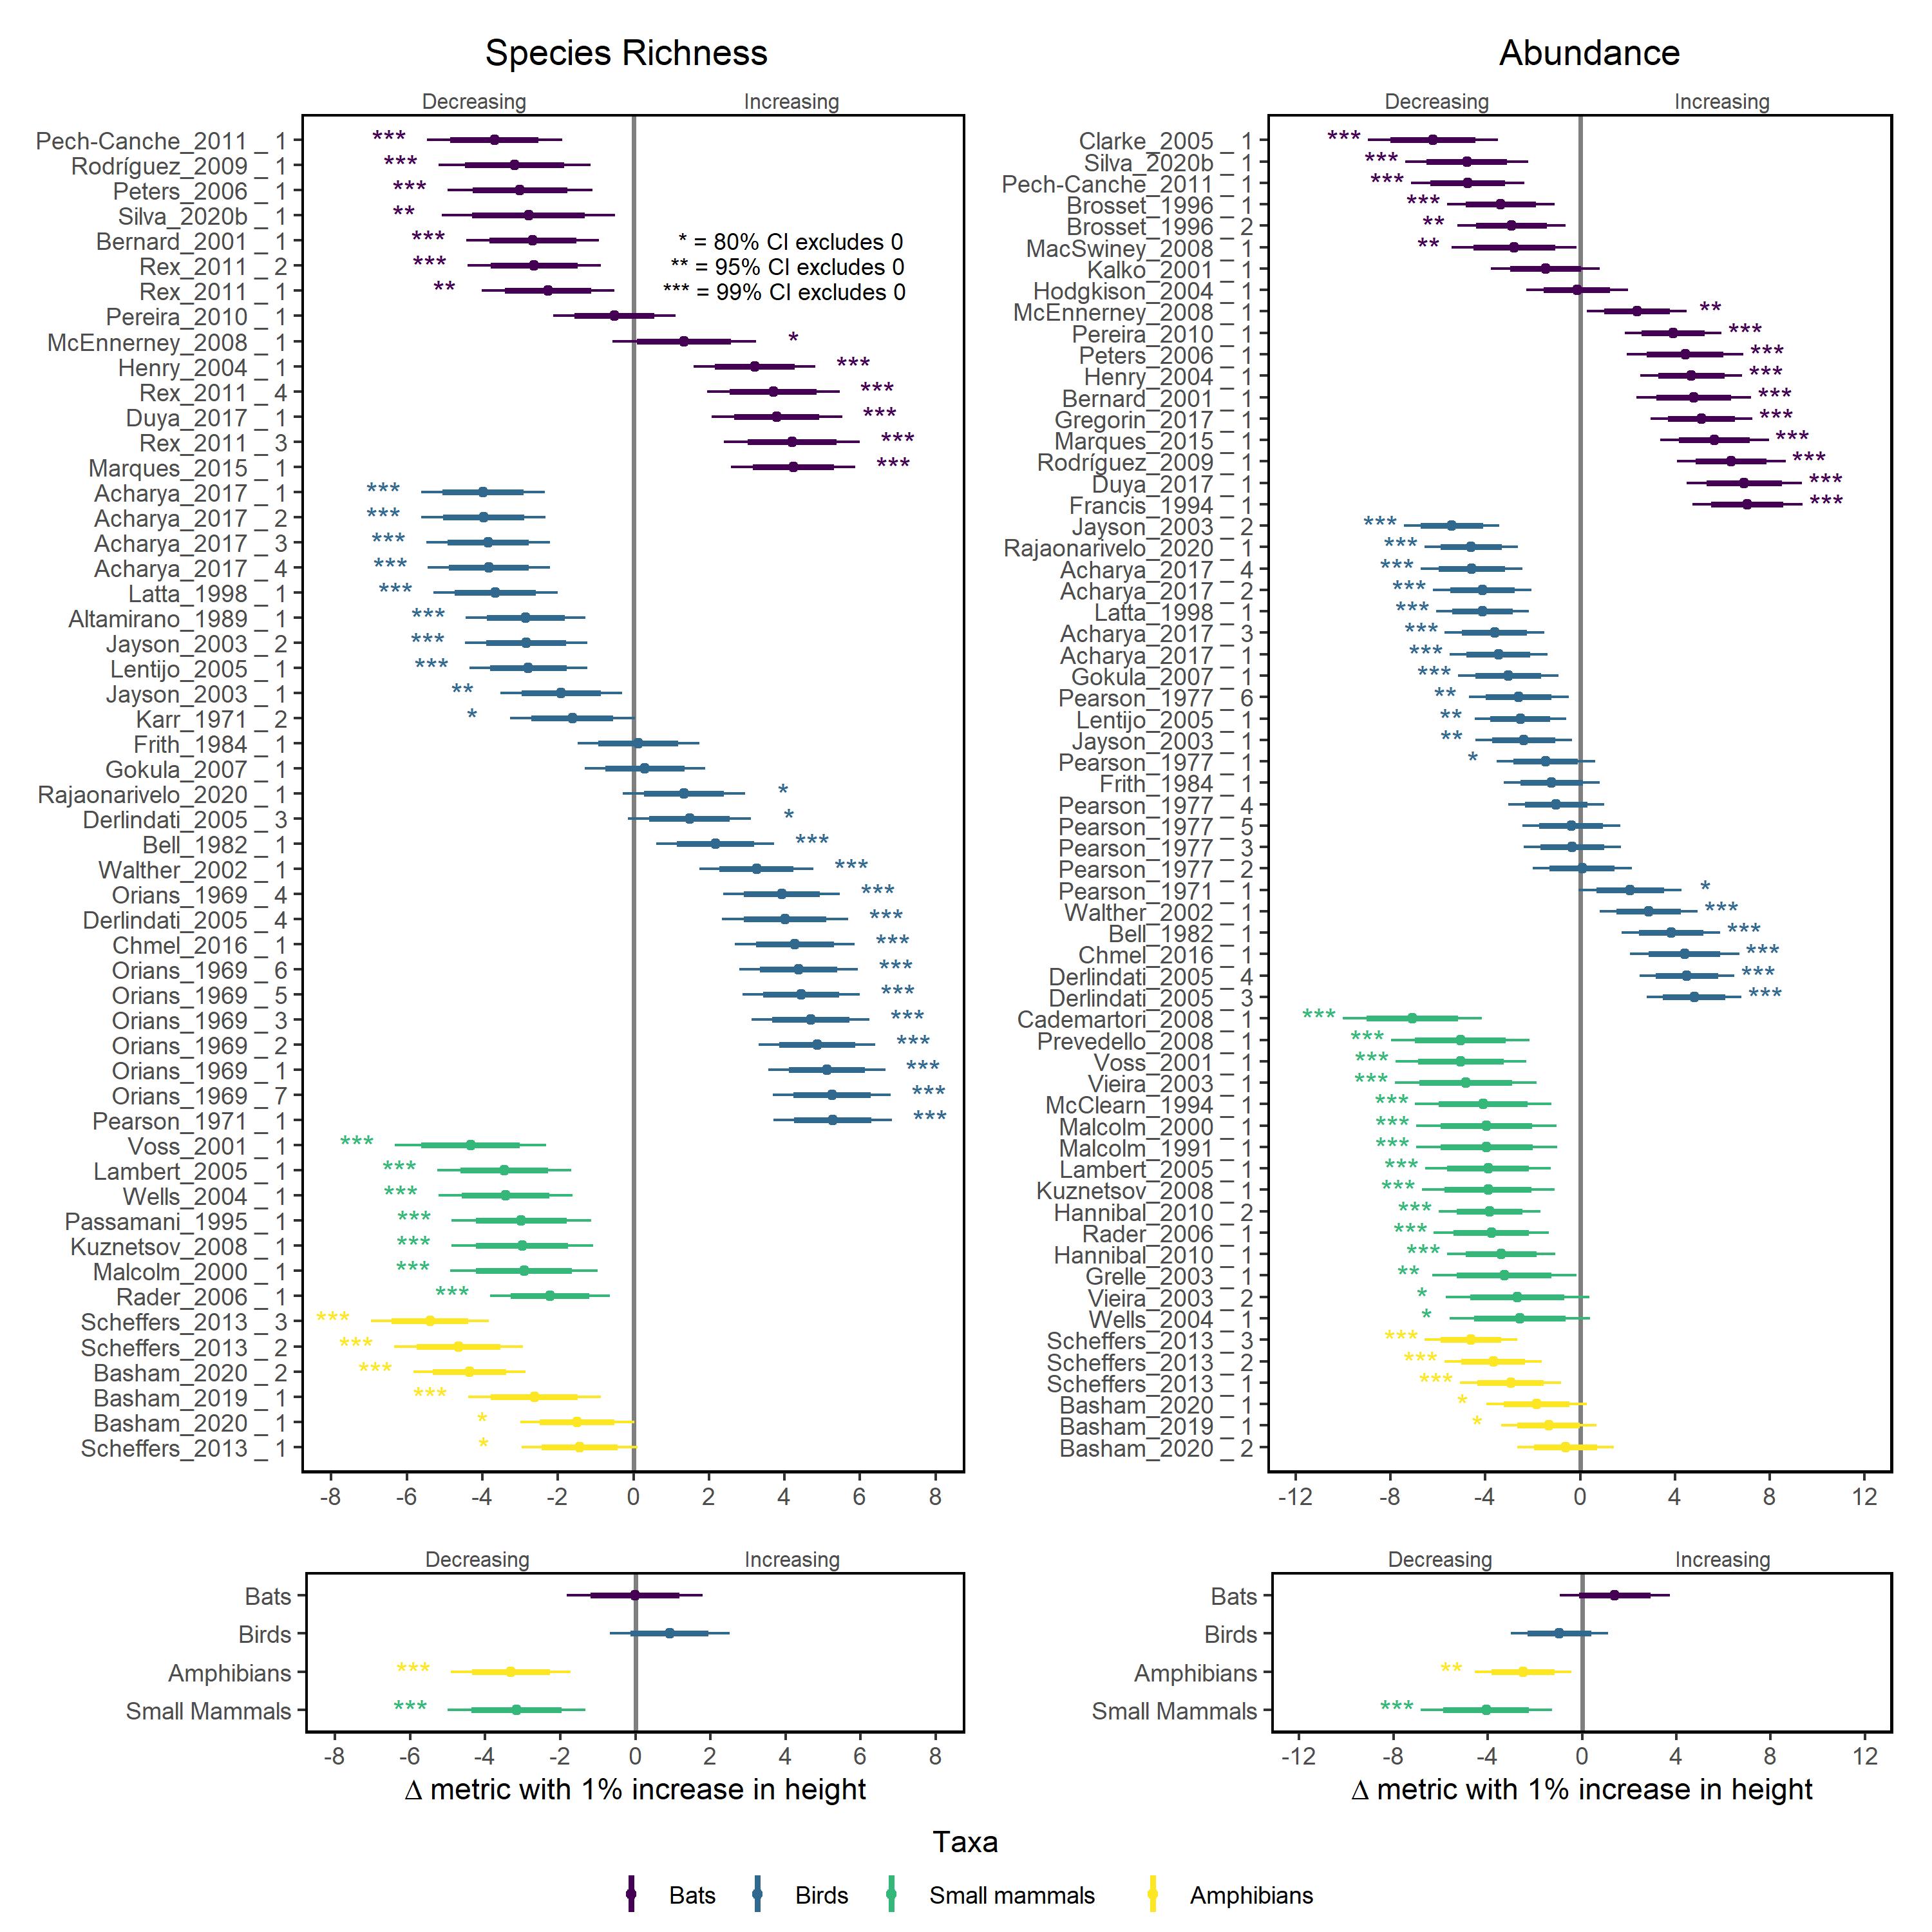 Species Richness
Decreasing Increasing
Pech-Canche_2011 _ 1 ***
Rodríguez_2009 _ 1 ***
Peters_2006 _ 1 ***
Silva_2020b _ 1 **
Bernard_2001 _ 1 ***
* = 80% CI excludes 0
Rex_2011 _ 2 ***
** = 95% CI excludes 0
Rex_2011 _ 1 **
*** = 99% CI excludes 0
Pereira_2010 _ 1
McEnnerney_2008 _ 1 *
Henry_2004 _ 1 ***
Rex_2011 _ 4 ***
Duya_2017 _ 1 ***
Rex_2011 _ 3 ***
Marques_2015 _ 1 ***
Acharya_2017 _ 1 ***
Acharya_2017 _ 2 ***
Acharya_2017 _ 3 ***
Acharya_2017 _ 4 ***
Latta_1998 _ 1 ***
Altamirano_1989 _ 1 ***
Jayson_2003 _ 2 ***
Lentijo_2005 _ 1 ***
Jayson_2003 _ 1 **
Karr_1971 _ 2 *
Frith_1984 _ 1
Gokula_2007 _ 1
Rajaonarivelo_2020 _ 1 *
Derlindati_2005 _ 3 *
Bell_1982 _ 1 ***
Walther_2002 _ 1 ***
Orians_1969 _ 4 ***
Derlindati_2005 _ 4 ***
Chmel_2016 _ 1 ***
Orians_1969 _ 6 ***
Orians_1969 _ 5 ***
Orians_1969 _ 3 ***
Orians_1969 _ 2 ***
Orians_1969 _ 1 ***
Orians_1969 _ 7 ***
Pearson_1971 _ 1 ***
Voss_2001 _ 1 ***
Lambert_2005 _ 1 ***
Wells_2004 _ 1 ***
Passamani_1995 _ 1 ***
Kuznetsov_2008 _ 1 ***
Malcolm_2000 _ 1 ***
Rader_2006 _ 1 ***
Scheffers_2013 _ 3 ***
Scheffers_2013 _ 2 ***
Basham_2020 _ 2 ***
Basham_2019 _ 1 ***
Basham_2020 _ 1 *
Scheffers_2013 _ 1 *
-8 -6 -4 -2 0 2 4 6 8
Abundance
Decreasing Increasing
Clarke_2005 _ 1 ***
Silva_2020b _ 1 ***
Pech-Canche_2011 _ 1 ***
Brosset_1996 _ 1 ***
Brosset_1996 _ 2 **
MacSwiney_2008 _ 1 **
Kalko_2001 _ 1
Hodgkison_2004 _ 1
McEnnerney_2008 _ 1 **
Pereira_2010 _ 1 ***
Peters_2006 _ 1 ***
Henry_2004 _ 1 ***
Bernard_2001 _ 1 ***
Gregorin_2017 _ 1 ***
Marques_2015 _ 1 ***
Rodríguez_2009 _ 1 ***
Duya_2017 _ 1 ***
Francis_1994 _ 1 ***
Jayson_2003 _ 2 ***
Rajaonarivelo_2020 _ 1 ***
Acharya_2017 _ 4 ***
Acharya_2017 _ 2 ***
Latta_1998 _ 1 ***
Acharya_2017 _ 3 ***
Acharya_2017 _ 1 ***
Gokula_2007 _ 1 ***
Pearson_1977 _ 6 **
Lentijo_2005 _ 1 **
Jayson_2003 _ 1 **
Pearson_1977 _ 1 *
Frith_1984 _ 1
Pearson_1977 _ 4
Pearson_1977 _ 5
Pearson_1977 _ 3
Pearson_1977 _ 2
Pearson_1971 _ 1 *
Walther_2002 _ 1 ***
Bell_1982 _ 1 ***
Chmel_2016 _ 1 ***
Derlindati_2005 _ 4 ***
Derlindati_2005 _ 3 ***
Cademartori_2008 _ 1 ***
Prevedello_2008 _ 1 ***
Voss_2001 _ 1 ***
Vieira_2003 _ 1 ***
McClearn_1994 _ 1 ***
Malcolm_2000 _ 1 ***
Malcolm_1991 _ 1 ***
Lambert_2005 _ 1 ***
Kuznetsov_2008 _ 1 ***
Hannibal_2010 _ 2 ***
Rader_2006 _ 1 ***
Hannibal_2010 _ 1 ***
Grelle_2003 _ 1 **
Vieira_2003 _ 2 *
Wells_2004 _ 1 *
Scheffers_2013 _ 3 ***
Scheffers_2013 _ 2 ***
Scheffers_2013 _ 1 ***
Basham_2020 _ 1 *
Basham_2019 _ 1 *
Basham_2020 _ 2
-12 -8 -4 0 4 8 12
Decreasing Increasing
Bats
Birds
Amphibians ***
Small Mammals ***
-8 -6 -4 -2 0 2 4 6 8
Δ metric with 1% increase in height
Decreasing Increasing
Bats
Birds
Amphibians **
Small Mammals ***
-12 -8 -4 0 4 8 12
Δ metric with 1% increase in height
Taxa
Bats Birds Small mammals Amphibians